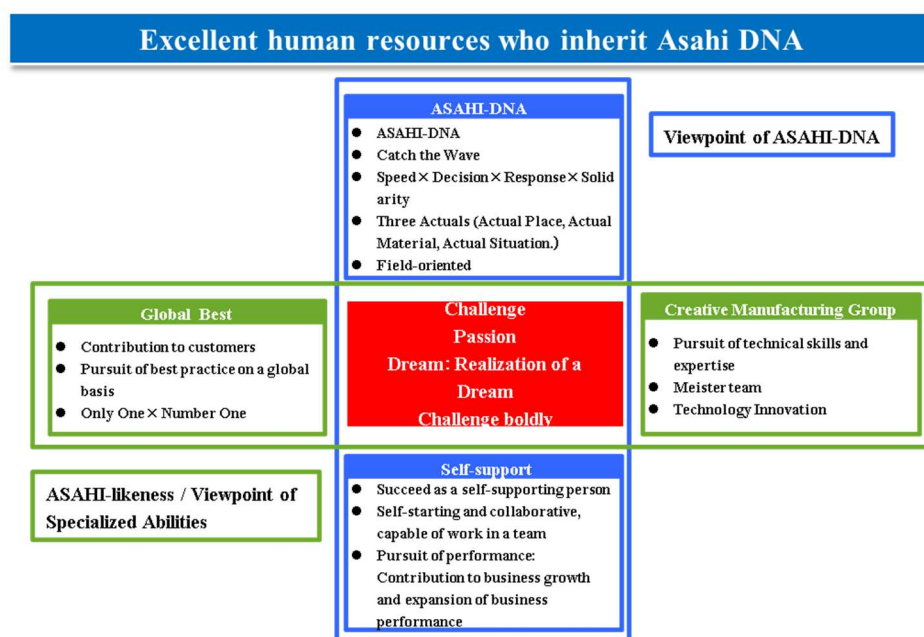 Excellent human resources who inherit Asahi DNA
ASAHI-DNA
● ASAHI-DNA
● Catch the Wave
● Speed×Decision×Response×Solid
arity
● Three Actuals (Actual Place, Actual
Material, Actual Situation.)
● Field-oriented
Viewpoint of ASAHI-DNA
Global Best
● Contribution to customers
● Pursuit of best practice on a global
basis
● Only One×Number One
Challenge
Passion
Dream: Realization of a
Dream
Challenge boldly
Creative Manufacturing Group
● Pursuit of technical skills and
expertise
● Meister team
● Technology Innovation
ASAHI-likeness / Viewpoint of
Specialized Abilities
Self-support
● Succeed as a self-supporting person
● Self-starting and collaborative,
capable of work in a team
● Pursuit of performance:
Contribution to business growth
and expansion of business
performance